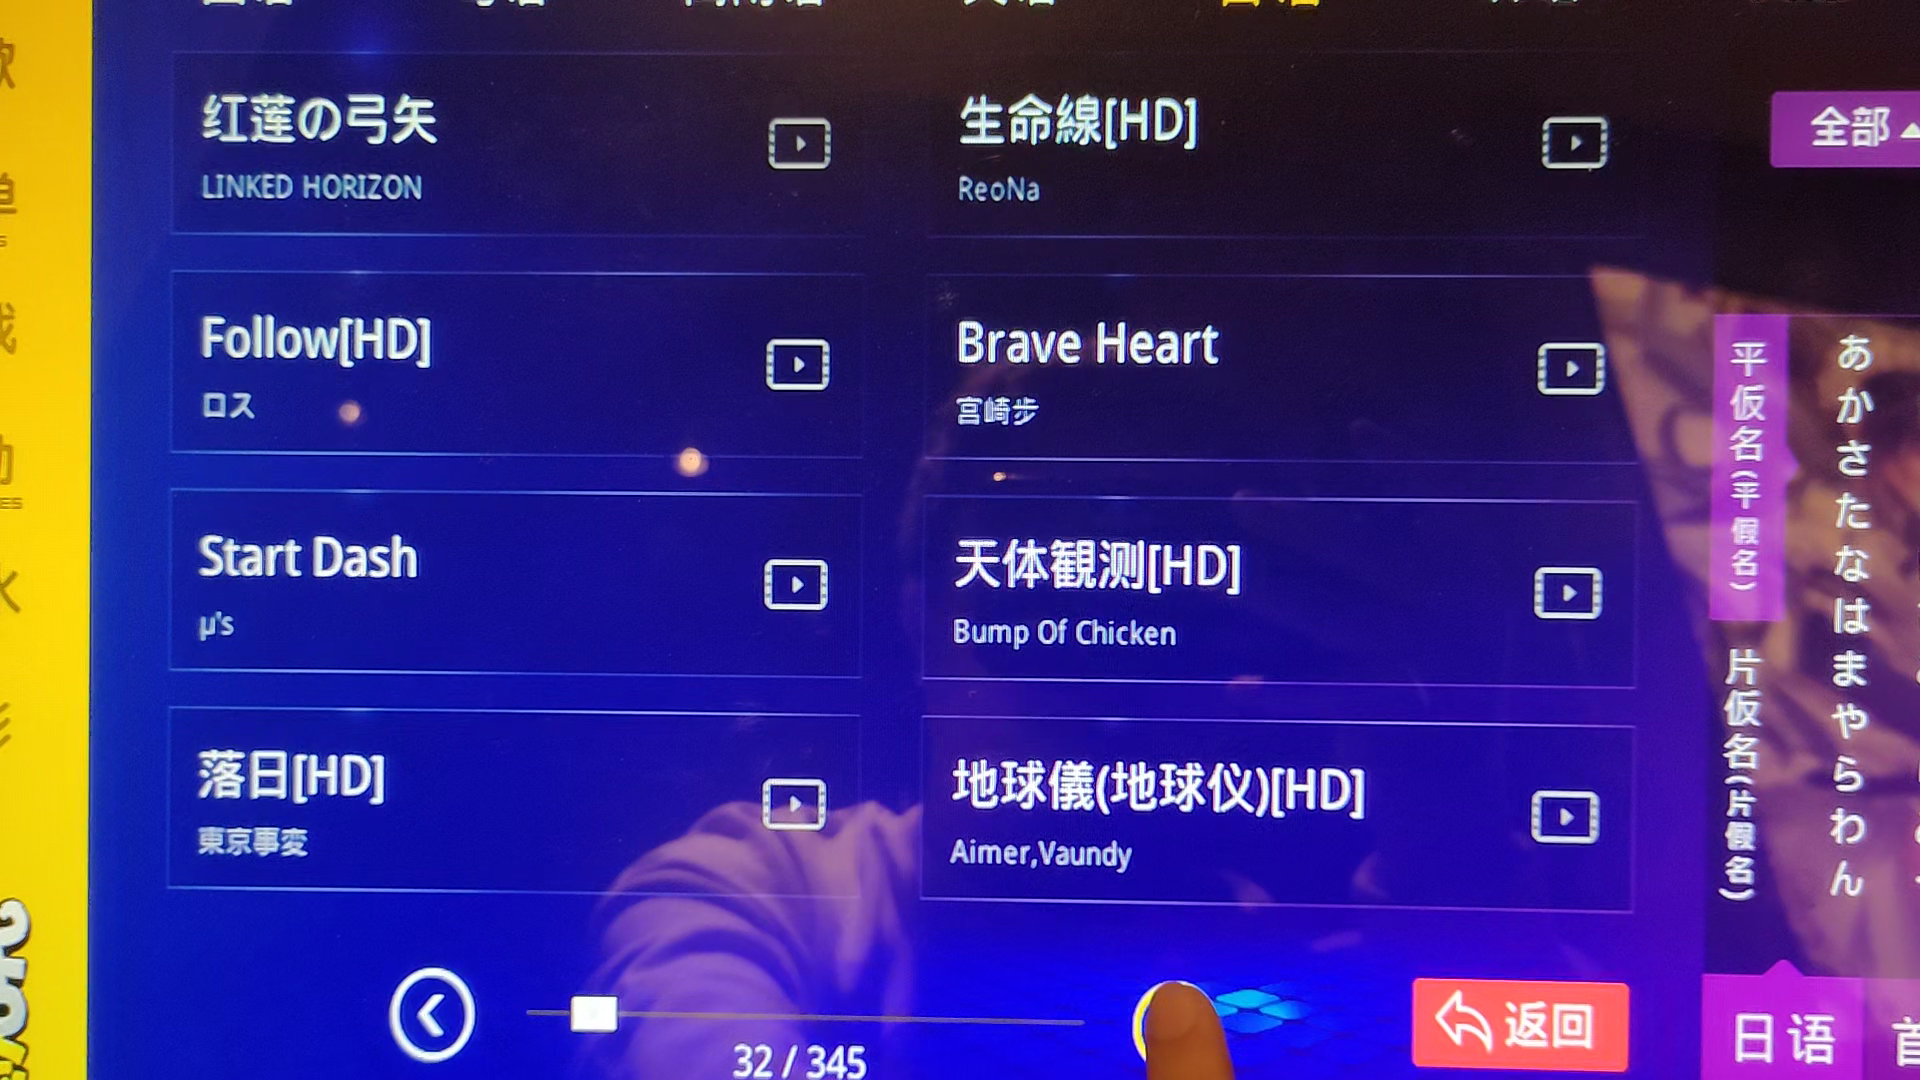 日语
红莲の弓矢
LINKED HORIZON
生命線[HD]
ReoNa
全部
Follow[HD]
ロス
Brave Heart
宮崎歩
Start Dash
μ's
天体観测[HD]
Bump Of Chicken
落日[HD]
東京事変
地球儀(地球仪)[HD]
Aimer,Vaundy
平仮名(平假名)
片仮名(片假名)
あかさたなはまやらわん
32 / 345
返回
日语